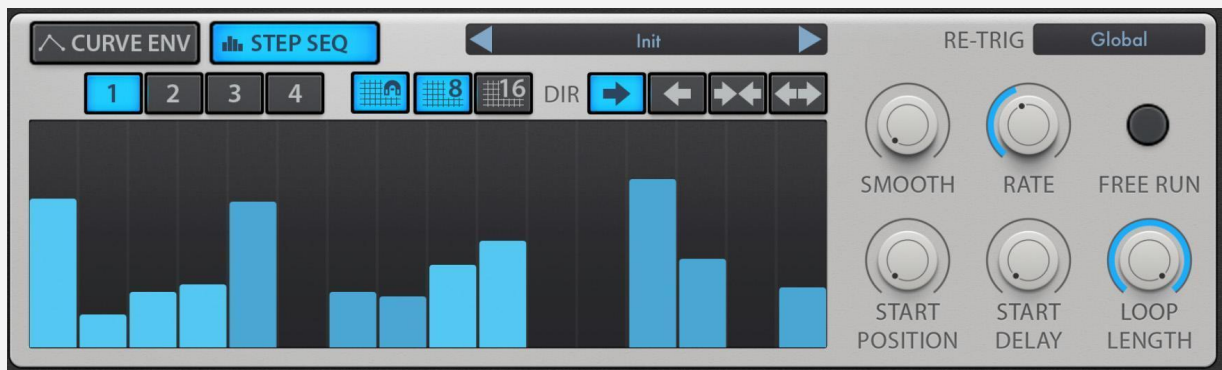 CURVE ENV STEP SEQ Init RE-TRIG Global
1 2 3 4 8 16 DIR
SMOOTH RATE FREE RUN
START POSITION
START DELAY
LOOP LENGTH